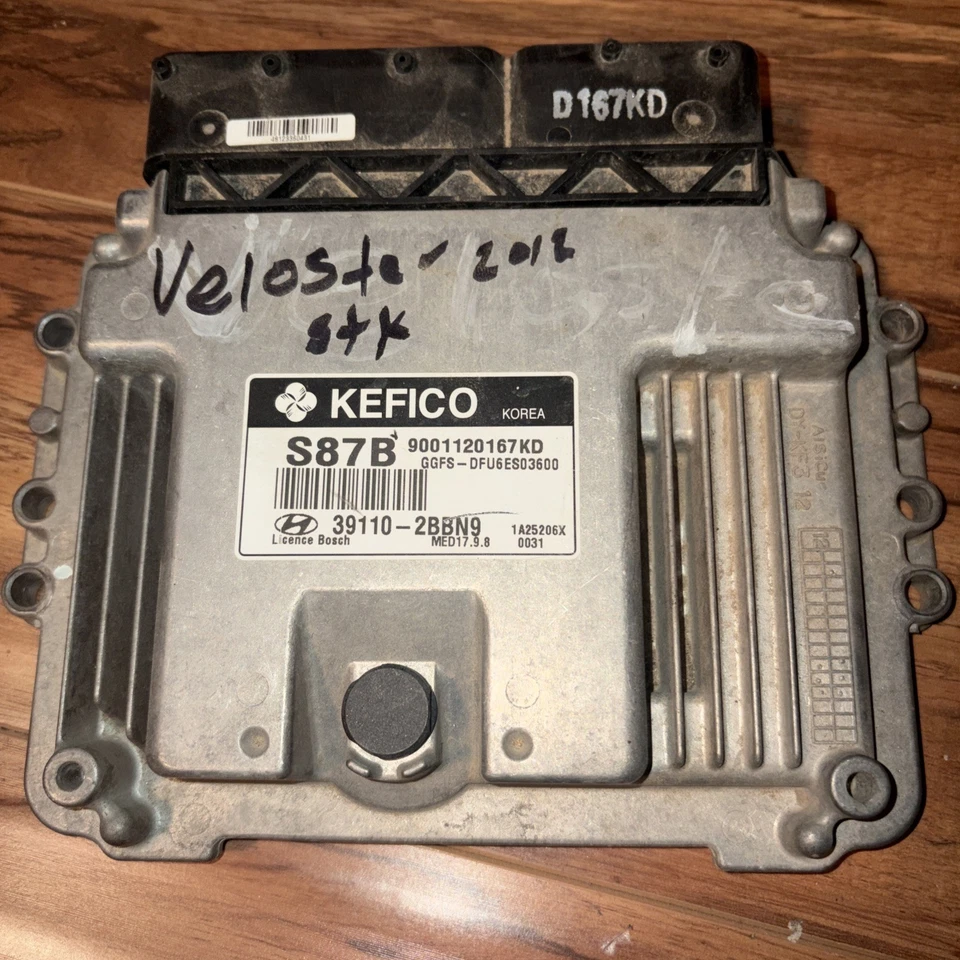 D167KD
Veloster 2012
stx
KEFICO KOREA
S87B 9001120167KD
GGFS-DFU6ES03600
39110-2BBN9 1A25206X
Licence Bosch MED17.9.8 0031